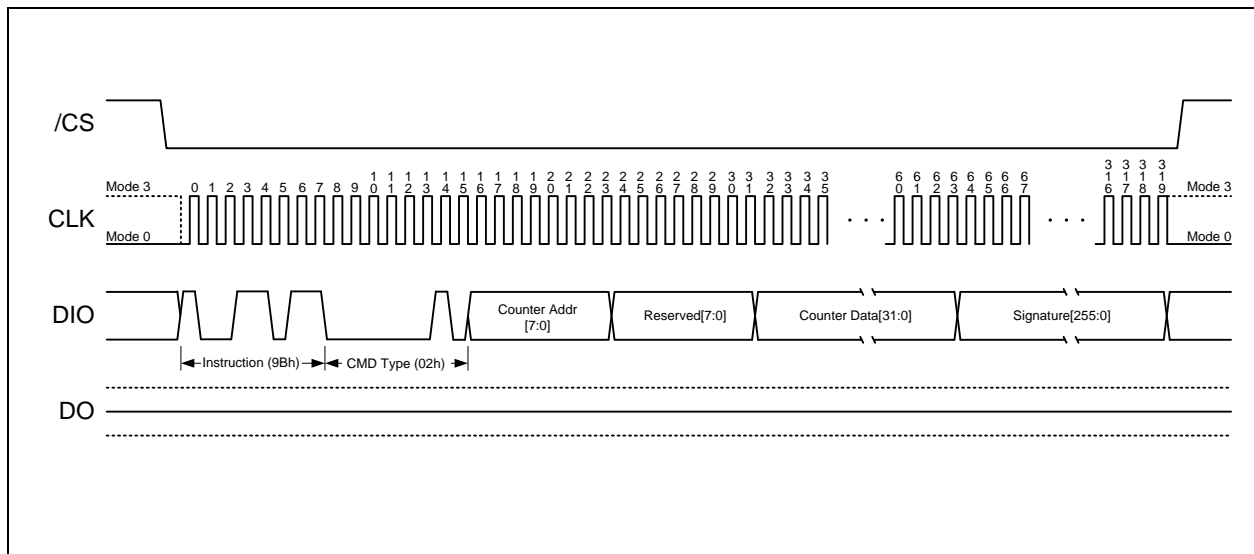 /CS
Mode 3
0 1 2 3 4 5 6 7 8 9 10 11 12 13 14 15 16 17 18 19 20 21 22 23 24 25 26 27 28 29 30 31 32 33 34 35 60 61 62 63 64 65 66 67 316 317 318 319
Mode 3
CLK
. . . . . .
Mode 0
Mode 0
DIO
Counter Addr
[7:0]
Reserved[7:0]
Counter Data[31:0]
Signature[255:0]
Instruction (9Bh)
CMD Type (02h)
DO